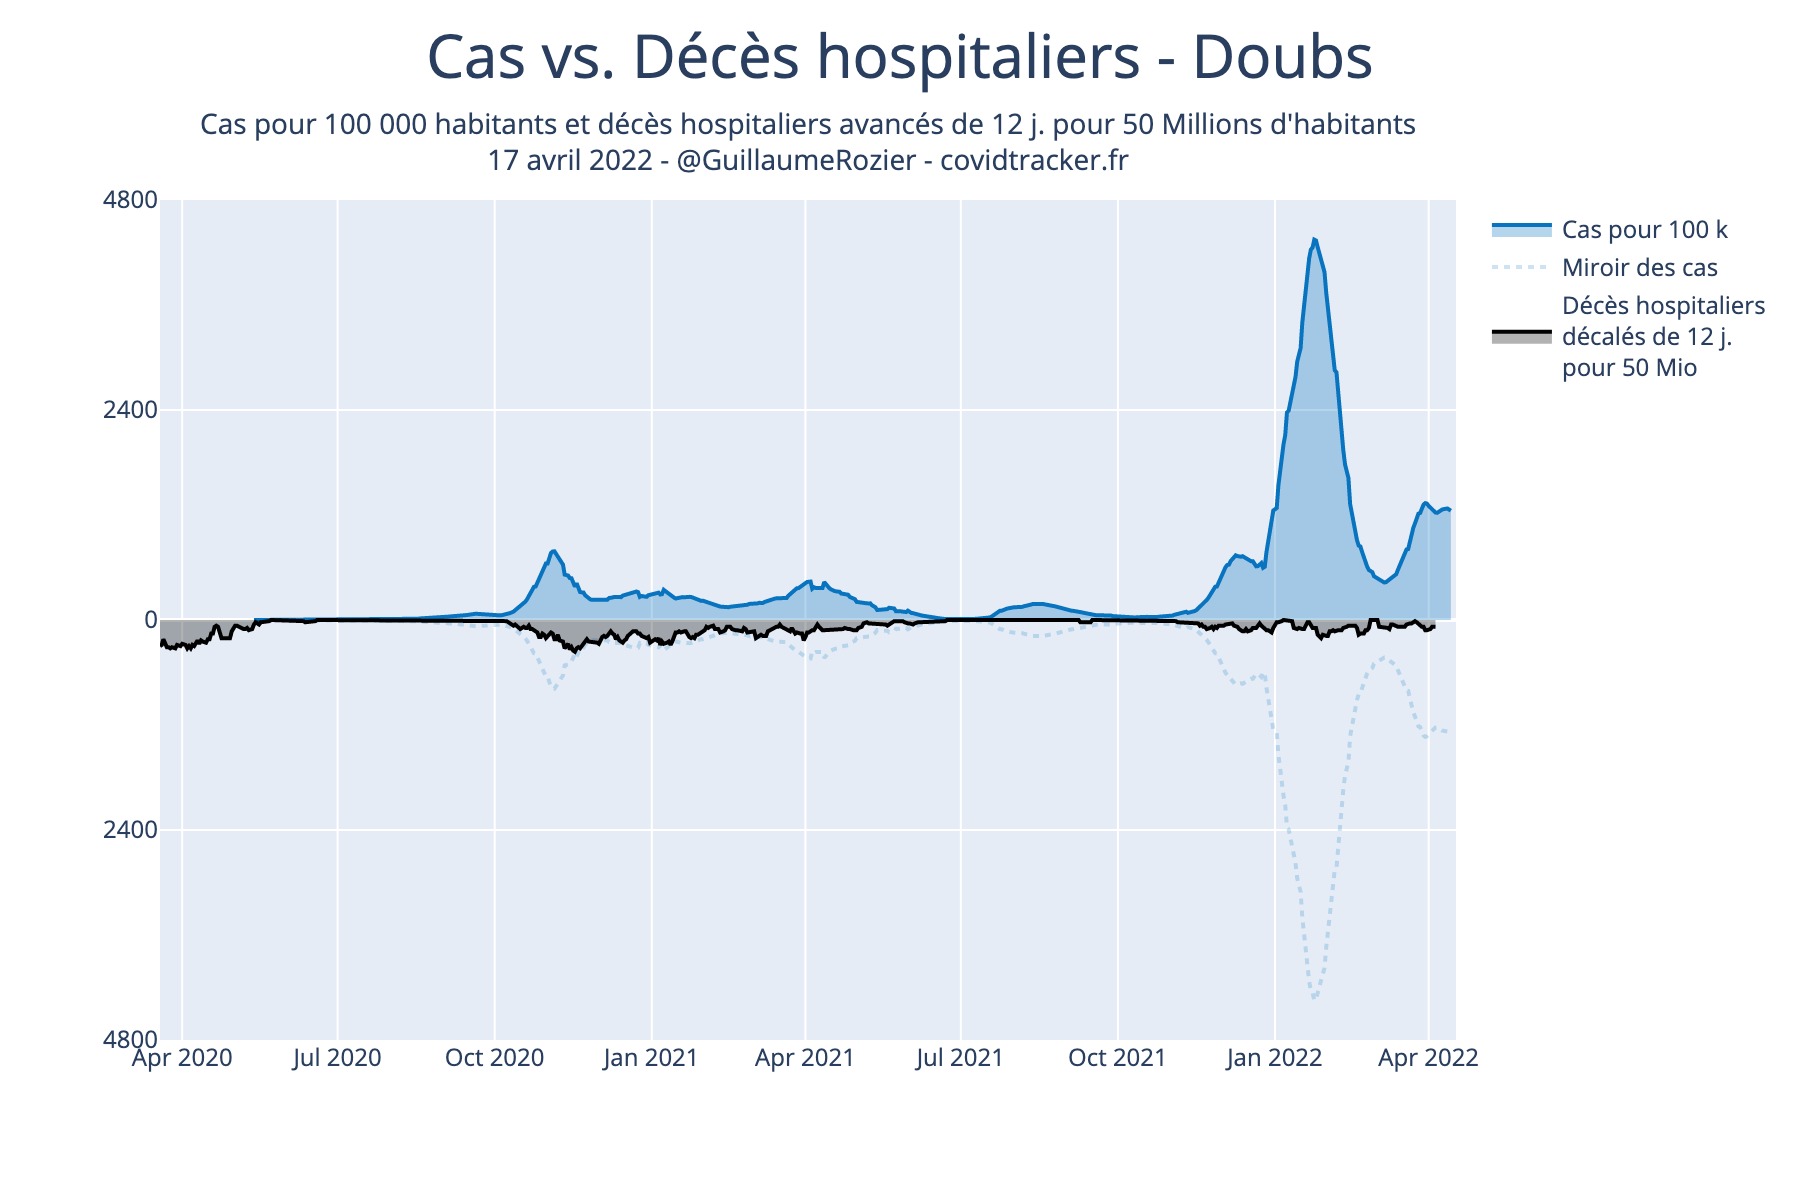 Cas vs. Décès hospitaliers - Doubs
Cas pour 100 000 habitants et décès hospitaliers avancés de 12 j. pour 50 Millions d'habitants
17 avril 2022 - @GuillaumeRozier - covidtracker.fr
4800
2400
0
2400
4800
Apr 2020
Jul 2020
Oct 2020
Jan 2021
Apr 2021
Jul 2021
Oct 2021
Jan 2022
Apr 2022
Cas pour 100 k
Miroir des cas
Décès hospitaliers
décalés de 12 j.
pour 50 Mio